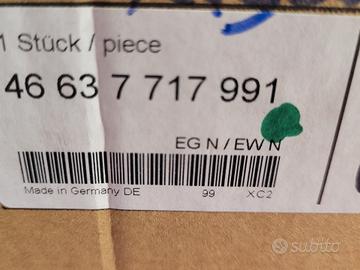 1 Stück / piece
46 63 7 717 991
EG N / EW N
Made in Germany DE 99 XC2
subito